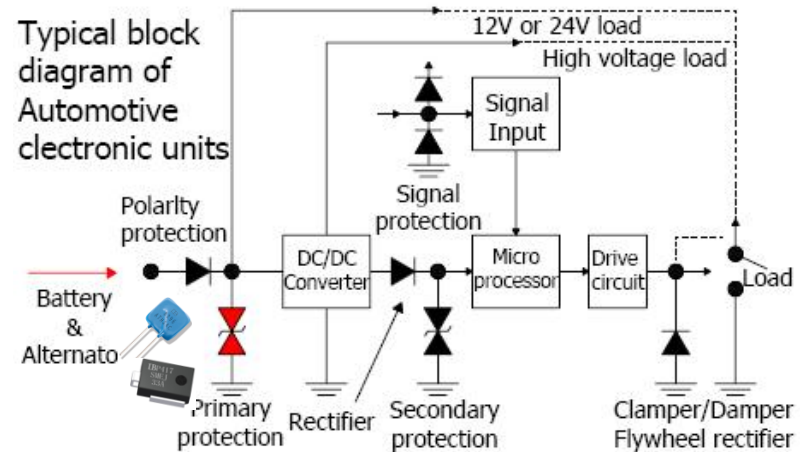 Typical block
diagram of
Automotive
clectronic units
12V or 24V load
High voltage load
Signal
Input
Signal
protection
Polarlty
protection
DC/DC
Converter
Micro
processor
Drive
circuit
Load
Battery
&
Alternato
Primary
protection
Rectifier
Secondary
protection
Clamper/Damper
Flywheel rectifier